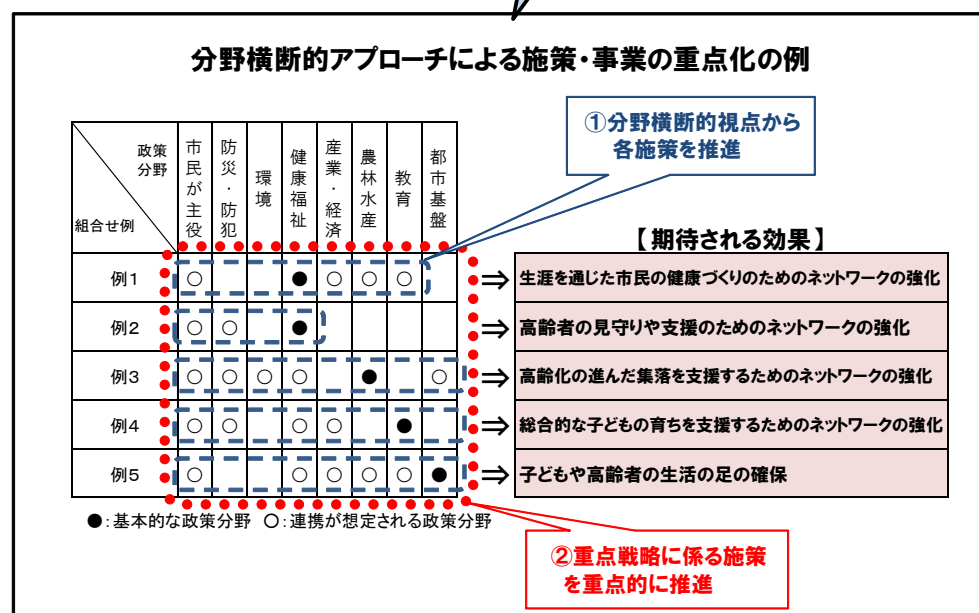 分野横断的アプローチによる施策・事業の重点化の例
①分野横断的視点から
各施策を推進
政策
分野
組合せ例
市民が主役
防災・防犯
環境
健康福祉
産業・経済
農林水産
教育
都市基盤
【期待される効果】
例1 ○ ● ○ ○ ○ ⇒ 生涯を通じた市民の健康づくりのためのネットワークの強化
例2 ○ ○ ● ⇒ 高齢者の見守りや支援のためのネットワークの強化
例3 ○ ○ ○ ○ ● ○ ⇒ 高齢化の進んだ集落を支援するためのネットワークの強化
例4 ○ ○ ○ ○ ● ⇒ 総合的な子どもの育ちを支援するためのネットワークの強化
例5 ○ ○ ○ ○ ○ ● ⇒ 子どもや高齢者の生活の足の確保
●：基本的な政策分野 ○：連携が想定される政策分野
②重点戦略に係る施策
を重点的に推進